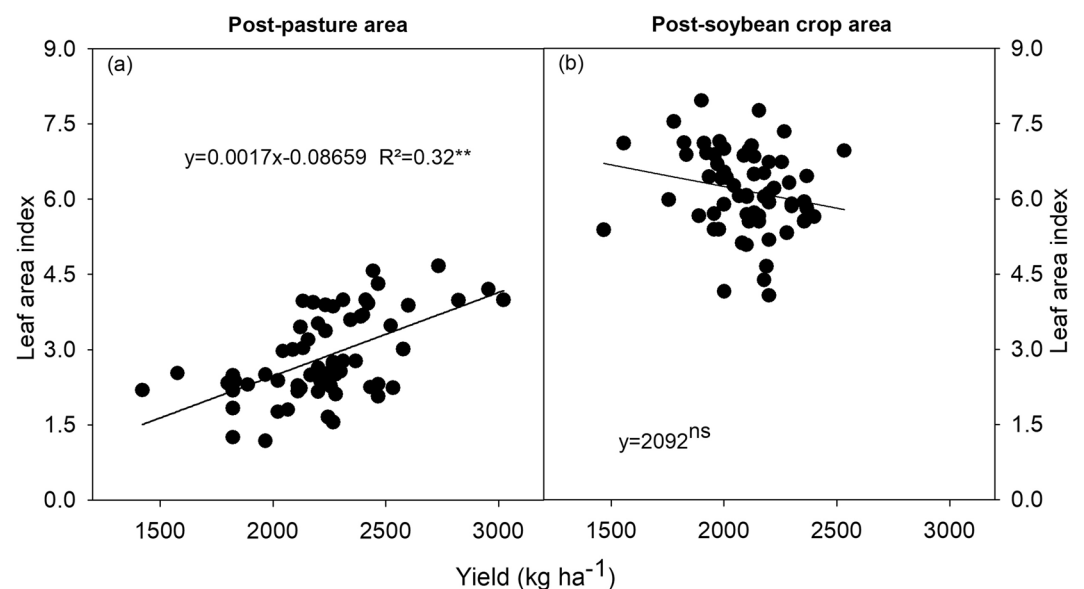 Post-pasture area
Post-soybean crop area
9.0
(a)
(b)
9.0
7.5
7.5
y=0.0017x-0.08659 R²=0.32**
6.0
6.0
Leaf area index
Leaf area index
4.5
4.5
3.0
3.0
1.5
y=2092ns
1.5
0.0
0.0
1500 2000 2500 3000
1500 2000 2500 3000
Yield (kg ha-1)